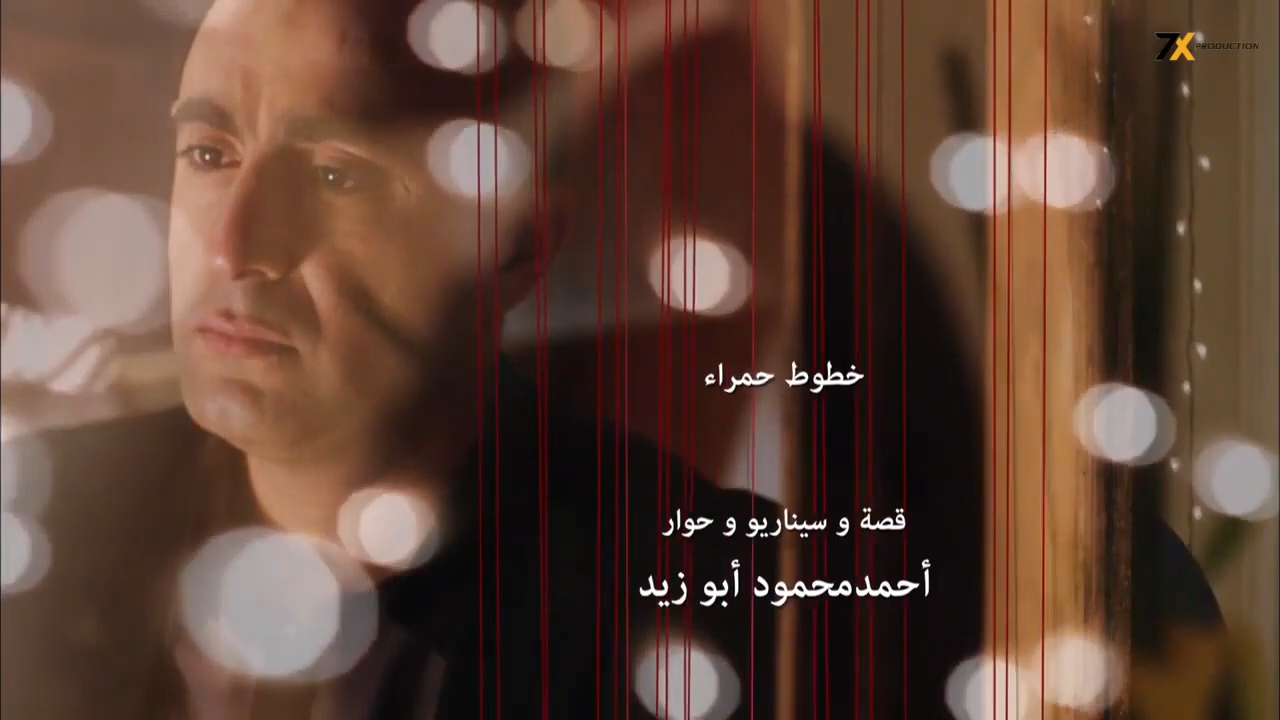 7X PRODUCTION
خطوط حمراء
قصة و سيناريو و حوار
أحمدمحمود أبو زيد